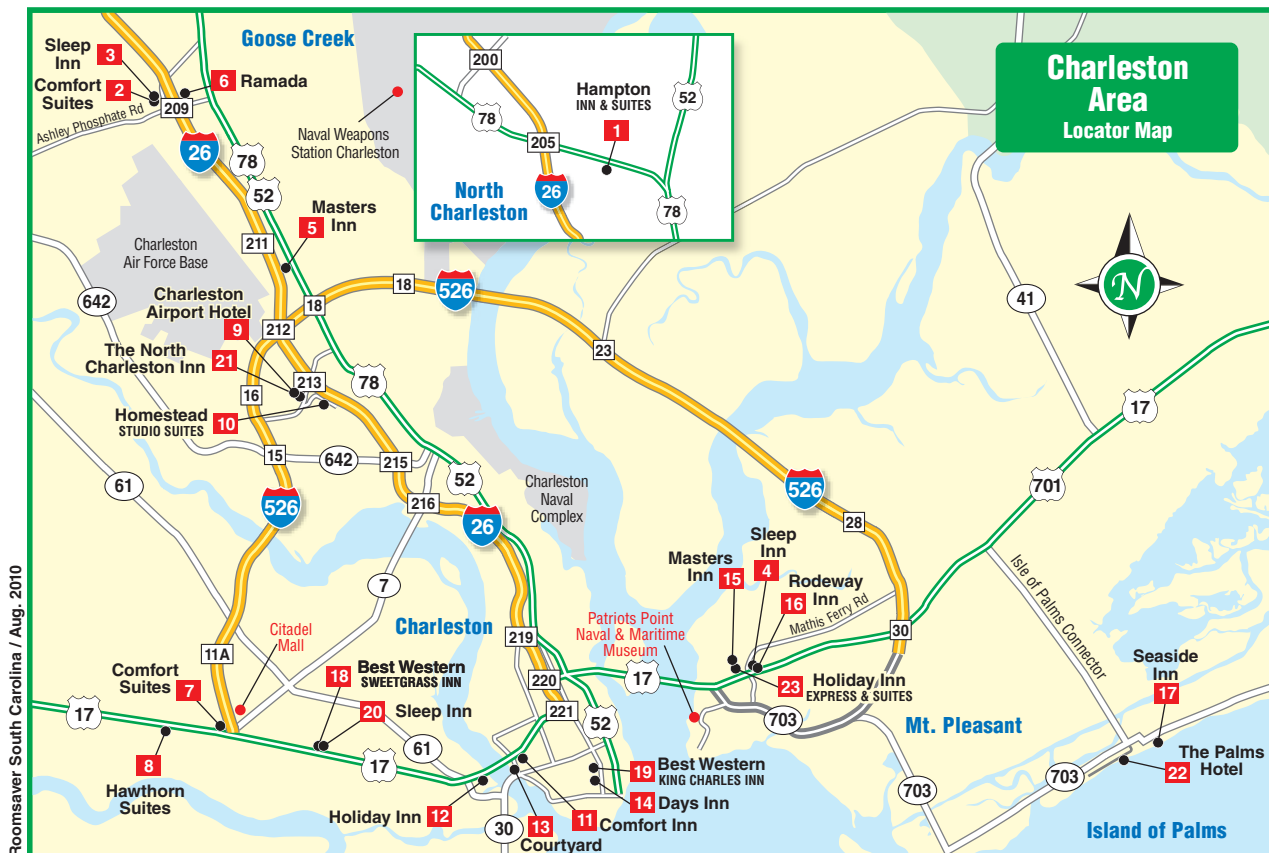 Charleston
Area
Locator Map
Goose Creek
Sleep
Inn
3
Comfort
Suites
2
6
Ramada
209
Ashley Phosphate Rd
26
78
52
Naval Weapons
Station Charleston
200
78
205
26
Hampton
INN & SUITES
1
52
78
North
Charleston
N
41
17
701
Masters
Inn
5
211
Charleston
Air Force Base
642
Charleston
Airport Hotel
9
212
18
18
526
23
The North
Charleston Inn
21
213
78
16
Homestead
STUDIO SUITES
10
15
642
215
216
52
61
526
26
Charleston
Naval
Complex
526
28
7
Masters
Inn
15
Sleep
Inn
4
Rodeway
Inn
16
Mathis Ferry Rd
30
Isle of Palms Connector
Charleston
Patriots Point
Naval & Maritime
Museum
219
220
221
17
52
23
Holiday Inn
EXPRESS & SUITES
703
Mt. Pleasant
Seaside
Inn
17
Citadel
Mall
11A
Comfort
Suites
7
18
Best Western
SWEETGRASS INN
20
Sleep Inn
17
8
Hawthorn
Suites
17
61
Holiday Inn
12
30
13
Courtyard
11
Comfort Inn
19
Best Western
KING CHARLES INN
14
Days Inn
703
703
The Palms
Hotel
22
Island of Palms
Roomsaver South Carolina / Aug. 2010